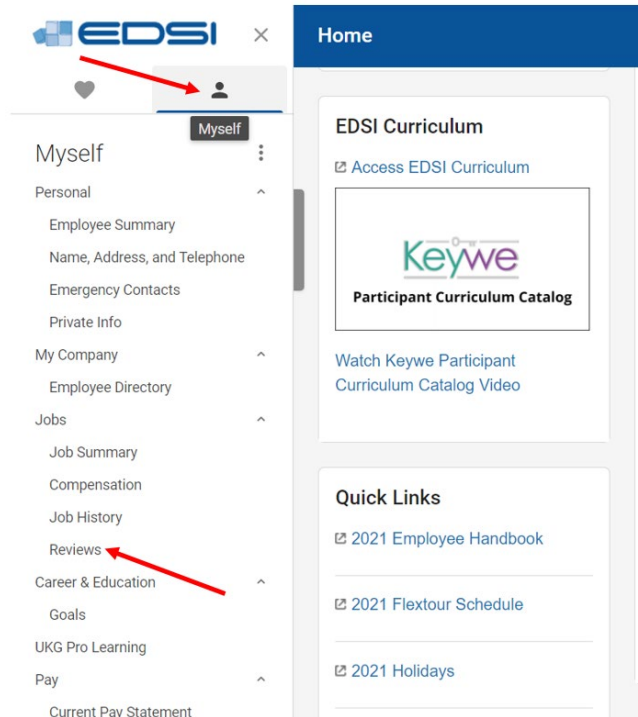 EDSI
Myself
Myself
Personal
Employee Summary
Name, Address, and Telephone
Emergency Contacts
Private Info
My Company
Employee Directory
Jobs
Job Summary
Compensation
Job History
Reviews
Career & Education
Goals
UKG Pro Learning
Pay
Current Pay Statement
Home
EDSI Curriculum
Access EDSI Curriculum
Keywe
Participant Curriculum Catalog
Watch Keywe Participant
Curriculum Catalog Video
Quick Links
2021 Employee Handbook
2021 Flextour Schedule
2021 Holidays